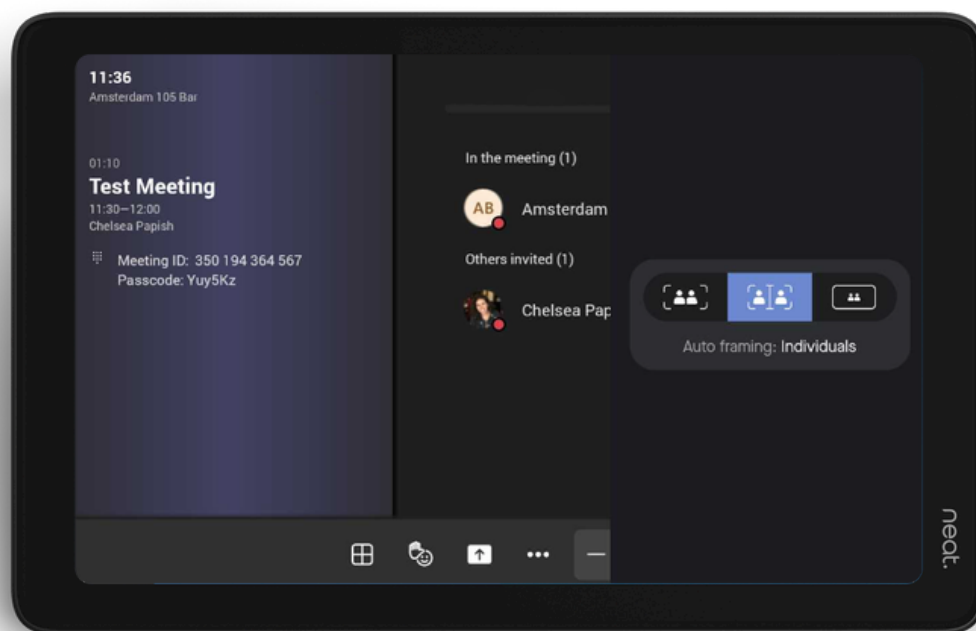 11:36
Amsterdam 105 Bar
01:10
Test Meeting
11:30—12:00
Chelsea Papish
Meeting ID: 350 194 364 567
Passcode: Yuy5Kz
In the meeting (1)
AB
Amsterdam
Others invited (1)
Chelsea Pap
Auto framing: Individuals
neat.